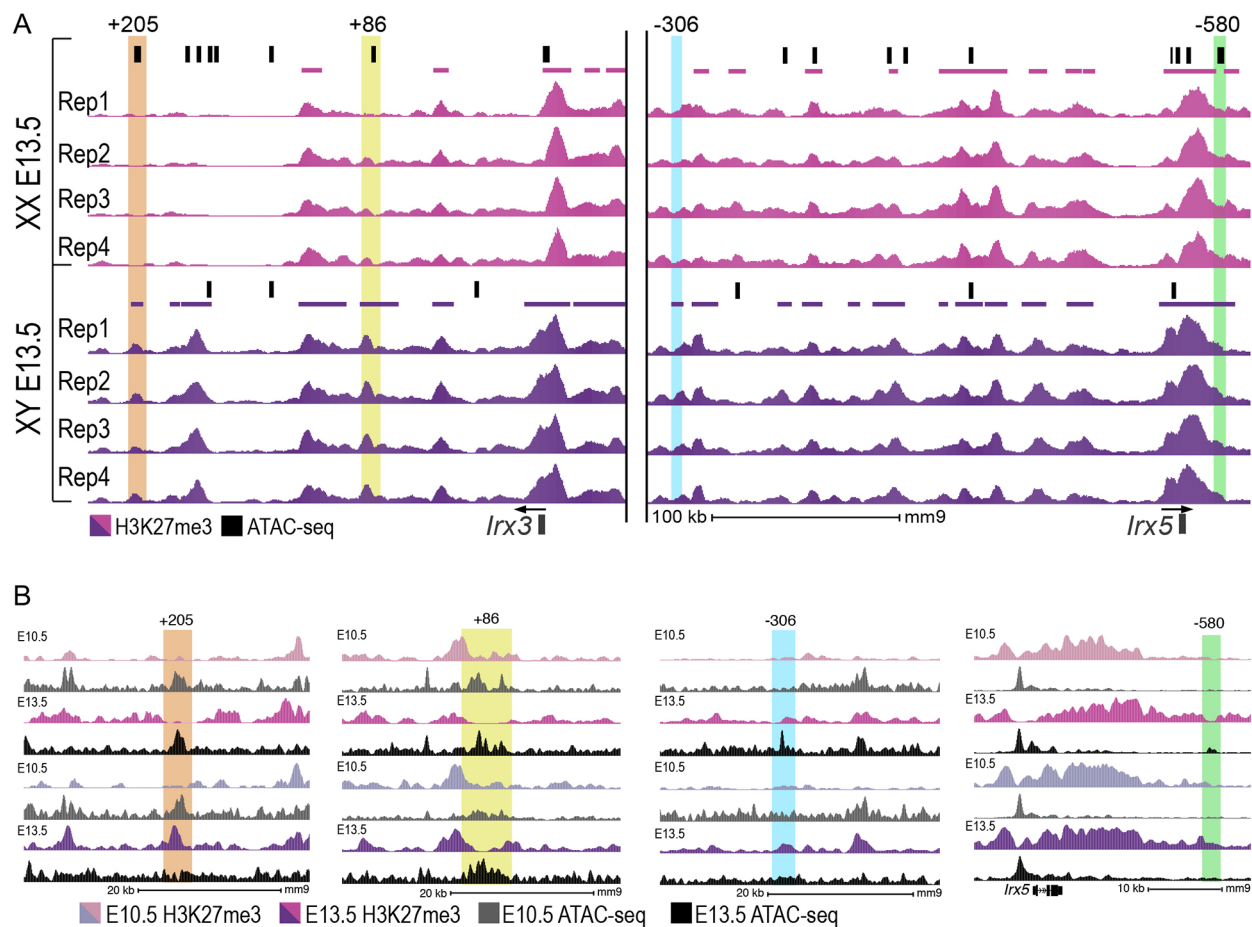 A
+205 +86 -306 -580
XX E13.5
Rep1
Rep2
Rep3
Rep4
XY E13.5
Rep1
Rep2
Rep3
Rep4
H3K27me3 ATAC-seq
Irx3
100 kb mm9
Irx5
B
+205 +86 -306 -580
E10.5 E10.5 E10.5 E10.5
E13.5 E13.5 E13.5 E13.5
E10.5 E10.5 E10.5 E10.5
E13.5 E13.5 E13.5 E13.5
20 kb mm9 20 kb mm9 20 kb mm9 Irx5 10 kb mm9
E10.5 H3K27me3 E13.5 H3K27me3 E10.5 ATAC-seq E13.5 ATAC-seq